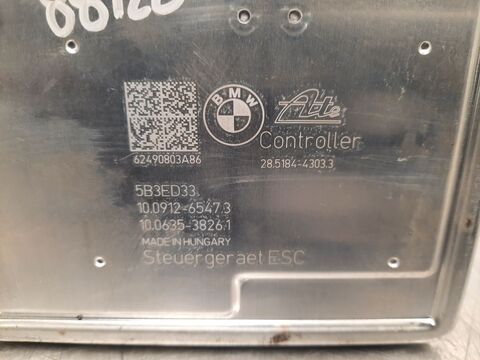 BMW
Ate
Controller
62490803A86
28.5184-4303.3
5B3ED33
10.0912-6547.3
10.0635-3826.1
MADE IN HUNGARY
Steuergeraet ESC